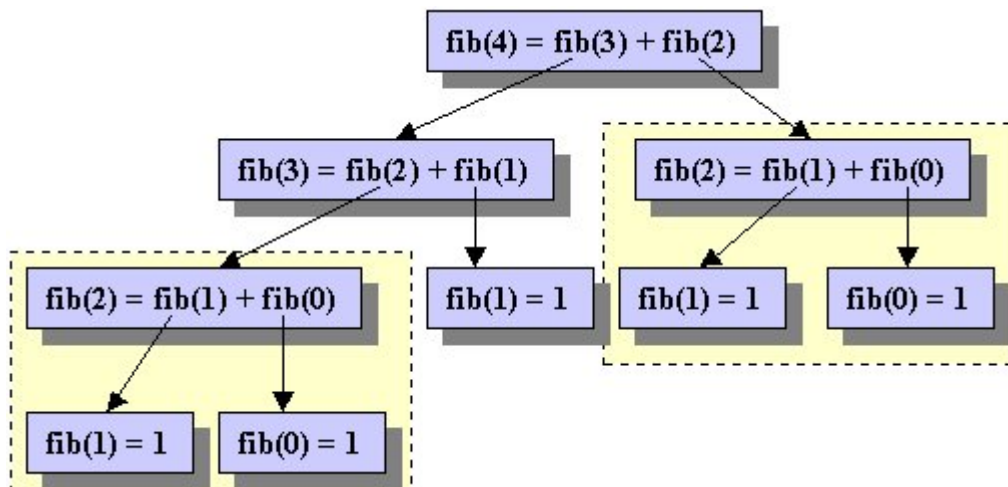 fib(4) = fib(3) + fib(2)
fib(3) = fib(2) + fib(1)
fib(2) = fib(1) + fib(0)
fib(2) = fib(1) + fib(0)
fib(1) = 1
fib(1) = 1
fib(0) = 1
fib(1) = 1
fib(0) = 1